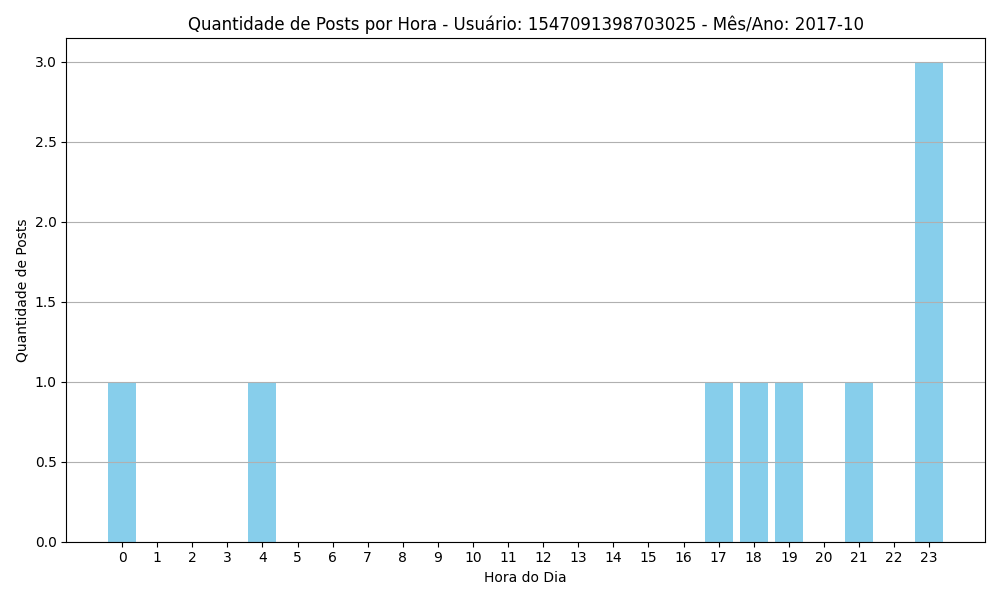 Quantidade de Posts por Hora - Usuário: 1547091398703025 - Mês/Ano: 2017-10
Quantidade de Posts
3.0
2.5
2.0
1.5
1.0
0.5
0.0
0 1 2 3 4 5 6 7 8 9 10 11 12 13 14 15 16 17 18 19 20 21 22 23
Hora do Dia